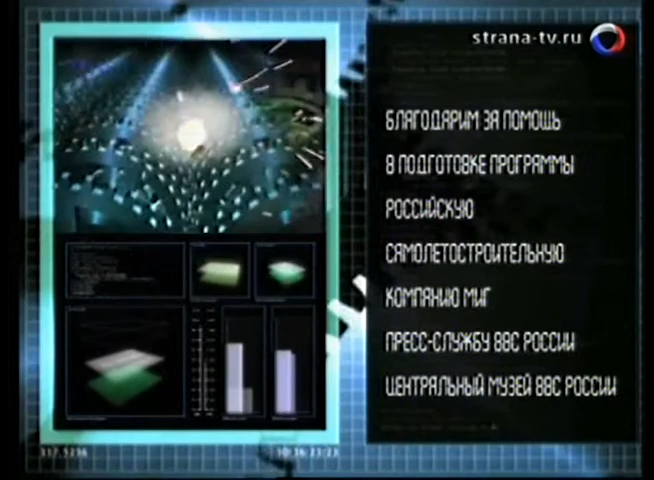 strana-tv.ru
БЛАГОДАРИМ ЗА ПОМОЩЬ
В ПОДГОТОВКЕ ПРОГРАММЫ
РОССИЙСКУЮ
САМОЛЕТОСТРОИТЕЛЬНУЮ
КОМПАНИЮ МИГ
ПРЕСС-СЛУЖБУ ВВС РОССИИ
ЦЕНТРАЛЬНЫЙ МУЗЕЙ ВВС РОССИИ